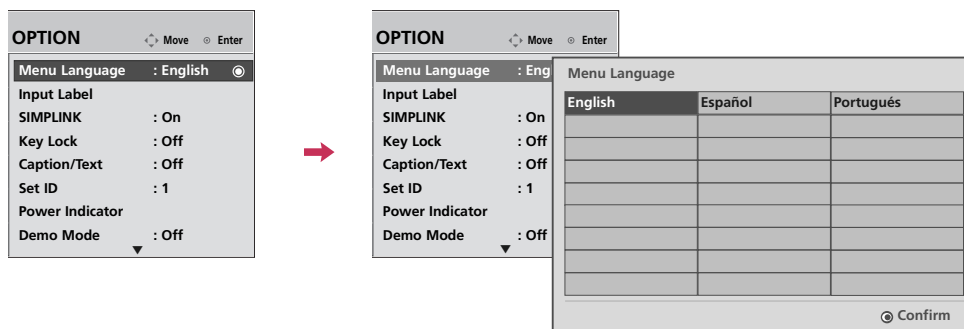 OPTION Move Enter
Menu Language : English
Input Label
SIMPLINK : On
Key Lock : Off
Caption/Text : Off
Set ID : 1
Power Indicator
Demo Mode : Off
OPTION Move Enter
Menu Language : Eng
Input Label
SIMPLINK : On
Key Lock : Off
Caption/Text : Off
Set ID : 1
Power Indicator
Demo Mode : Off
Menu Language
English Español Portugués
Confirm